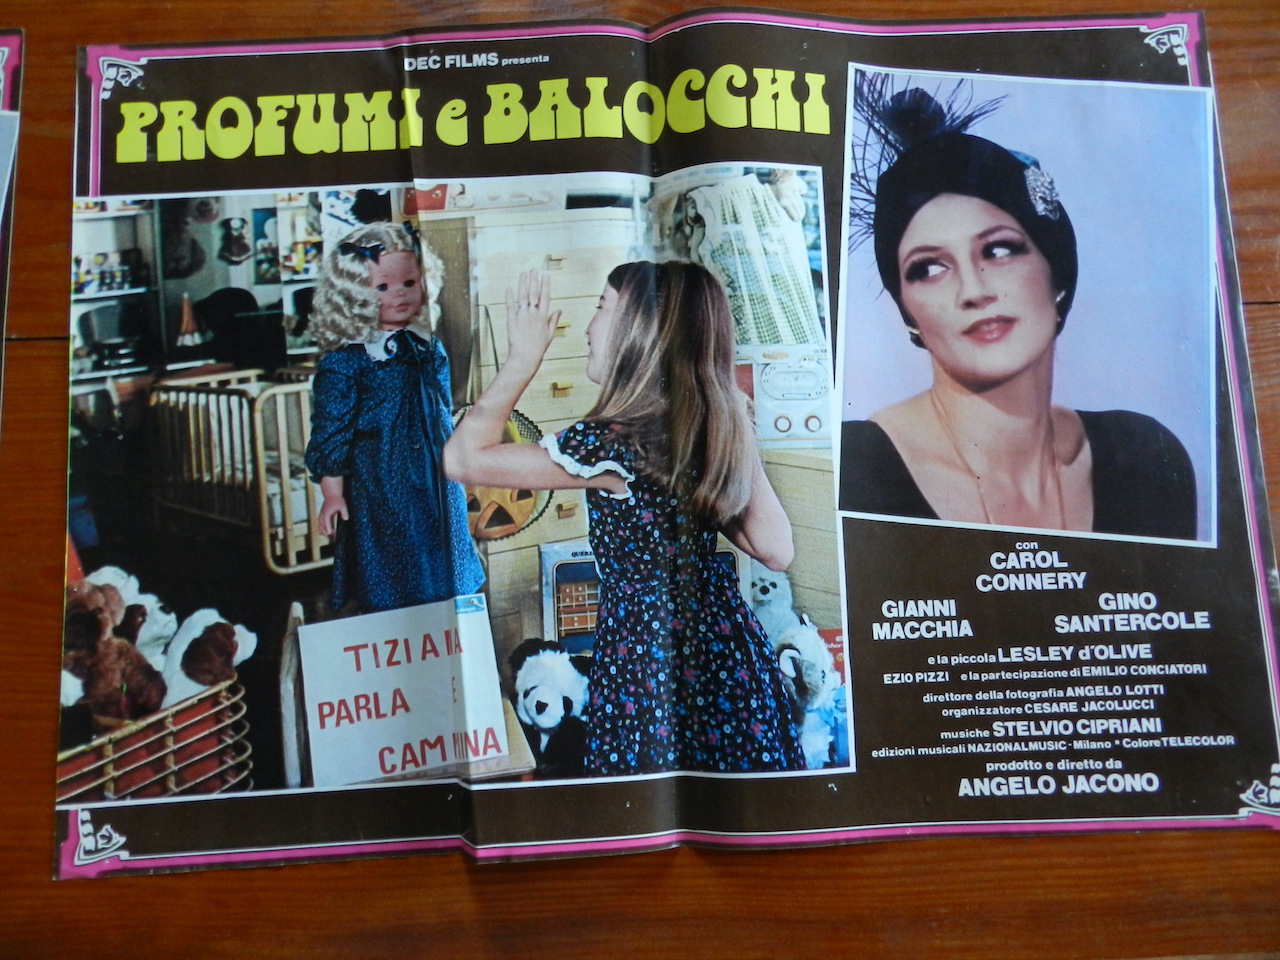 DEC FILMS presenta
PROFUMI e BALOCCHI
TIZIANA
PARLA E
CAMMINA
con
CAROL
CONNERY
GIANNI
MACCHIA
GINO
SANTERCOLE
e la piccola LESLEY d'OLIVE
EZIO PIZZI e la partecipazione di EMILIO CONCIATORI
direttore della fotografia ANGELO LOTTI
organizzatore CESARE JACOLUCCI
musiche STELVIO CIPRIANI
edizioni musicali NAZIONALMUSIC - Milano * Colore TELECOLOR
prodotto e diretto da
ANGELO JACONO